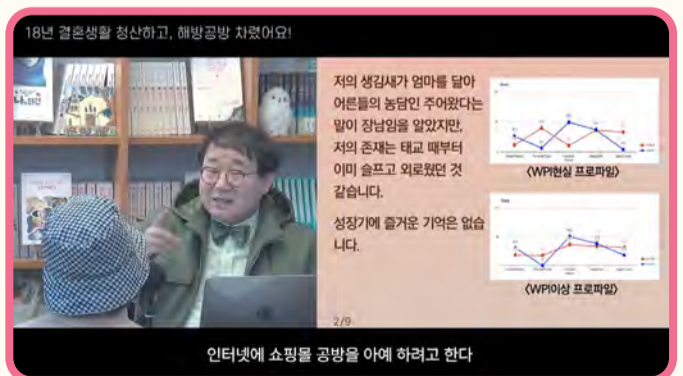 18년 결혼생활 청산하고, 해방공방 차렸어요!
저의 생김새가 엄마를 닮아
어른들의 농담인 주어왔다는
말이 장남임을 알았지만,
저의 존재는 태교 때부터
이미 슬프고 외로웠던 것
같습니다.
성장기에 즐거운 기억은 없습
니다.
<WPI현실 프로파일>
<WPI이상 프로파일>
2/9
인터넷에 쇼핑몰 공방을 아예 하려고 한다